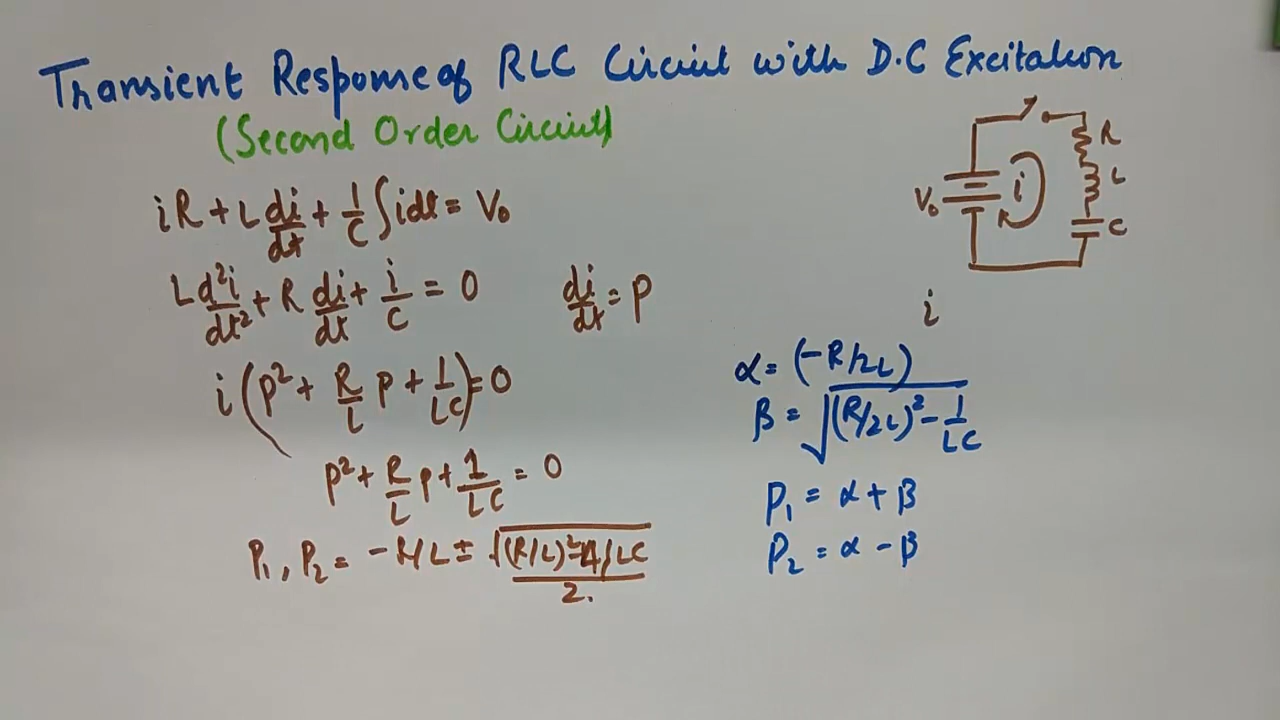 Transient Response of RLC Circuit with D.C Excitation
(Second Order Circuit)
iR + L di/dt + 1/C ∫idt = V₀
L d²i/dt² + R di/dt + i/C = 0
di/dt = p
i(p² + R/L p + 1/LC) = 0
p² + R/L p + 1/LC = 0
P₁, P₂ = -R/L ± √(R/L)²-4/LC / 2.
V₀
i
R
L
C
i
α = (-R/2L)
β = √(R/2L)² - 1/LC
P₁ = α + β
P₂ = α - β